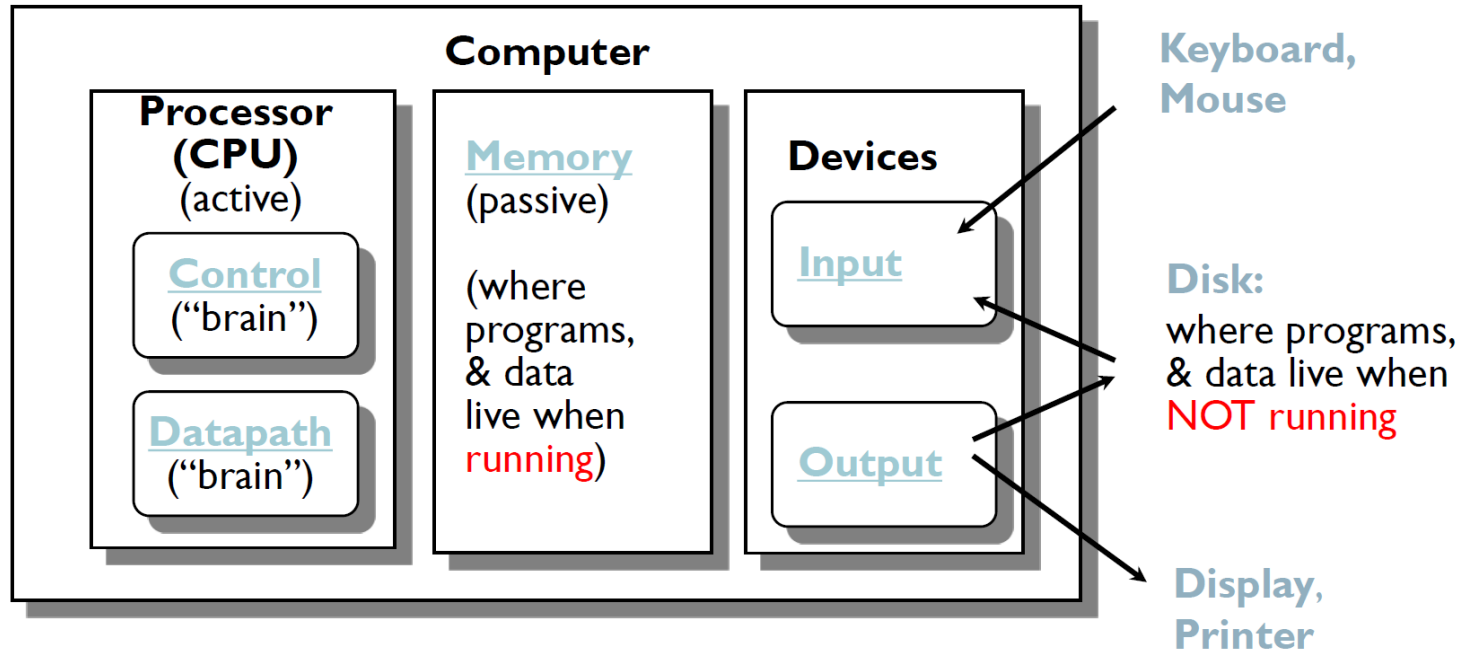 Computer
Processor
(CPU)
(active)
Control
(“brain”)
Datapath
(“brain”)
Memory
(passive)
(where
programs,
& data
live when
running)
Devices
Input
Output
Keyboard,
Mouse
Disk:
where programs,
& data live when
NOT running
Display,
Printer